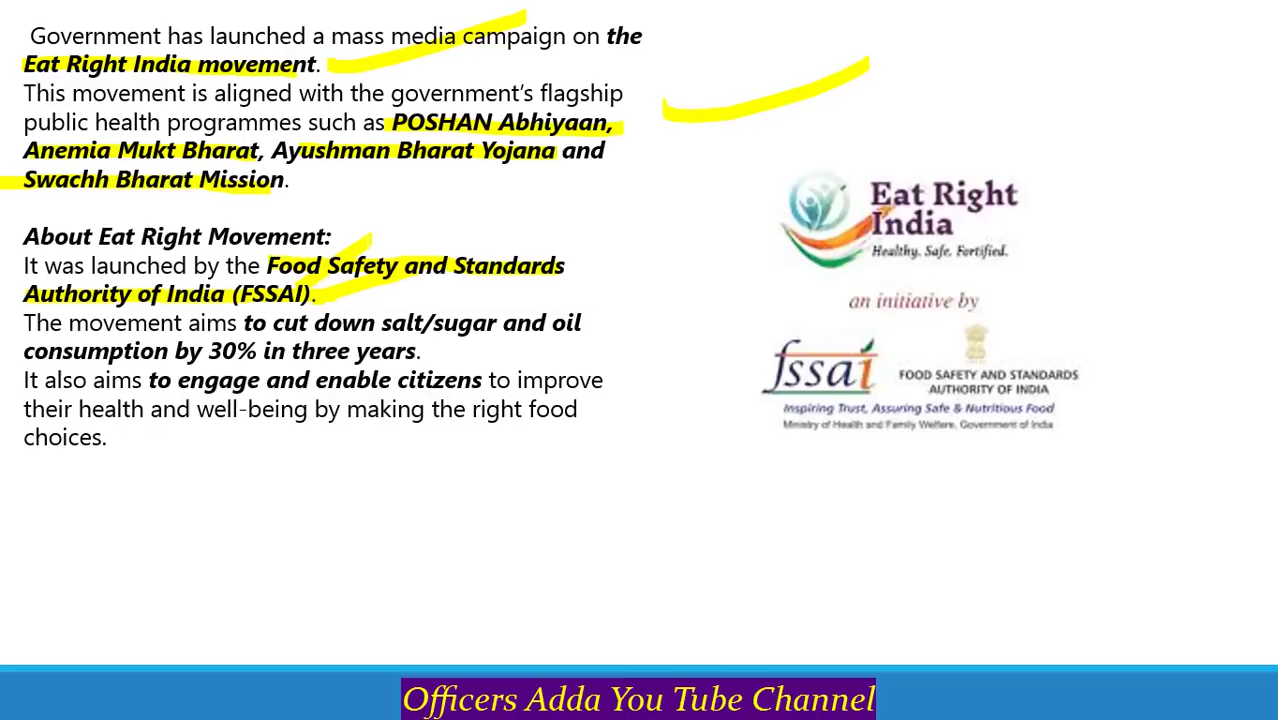 Government has launched a mass media campaign on the
Eat Right India movement.
This movement is aligned with the government's flagship
public health programmes such as POSHAN Abhiyaan,
Anemia Mukt Bharat, Ayushman Bharat Yojana and
Swachh Bharat Mission.
About Eat Right Movement:
It was launched by the Food Safety and Standards
Authority of India (FSSAI).
The movement aims to cut down salt/sugar and oil
consumption by 30% in three years.
It also aims to engage and enable citizens to improve
their health and well-being by making the right food
choices.
Eat Right
India
Healthy. Safe. Fortified.
an initiative by
fssai
FOOD SAFETY AND STANDARDS
AUTHORITY OF INDIA
Inspiring Trust, Assuring Safe & Nutritious Food
Ministry of Health and Family Welfare, Government of India
Officers Adda You Tube Channel